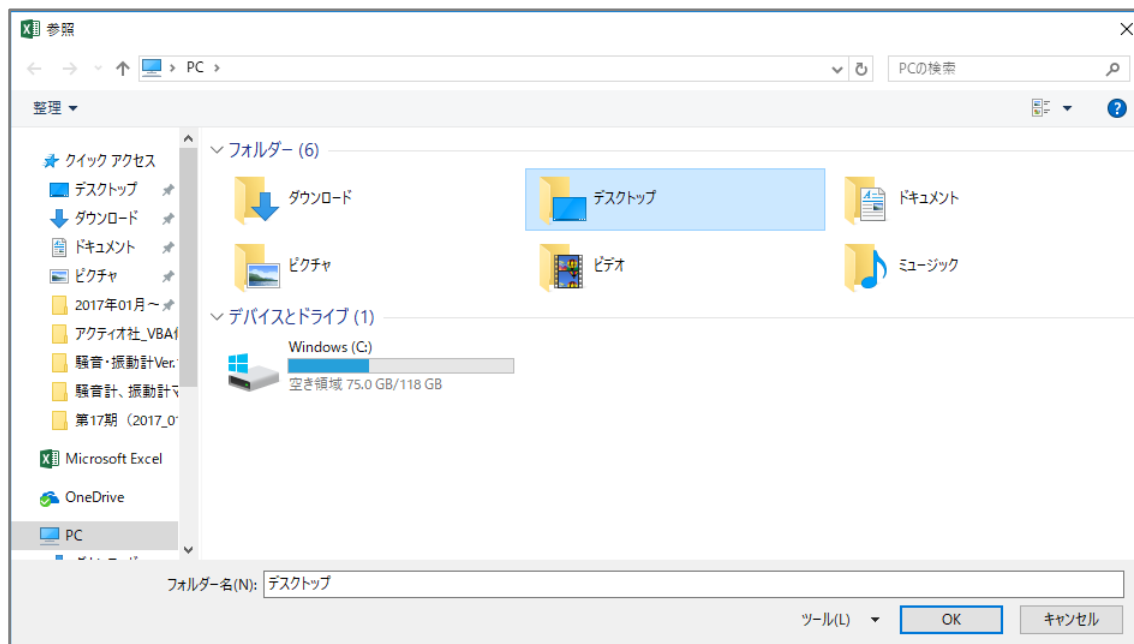 参照
PC
PCの検索
整理
クイック アクセス
デスクトップ
ダウンロード
ドキュメント
ピクチャ
2017年01月~
アクティオ社_VBA
騒音・振動計Ver.
騒音計、振動計
第17期(2017_0
Microsoft Excel
OneDrive
PC
フォルダー (6)
ダウンロード
デスクトップ
ドキュメント
ピクチャ
ビデオ
ミュージック
デバイスとドライブ (1)
Windows (C:)
空き領域 75.0 GB/118 GB
フォルダー名(N):
デスクトップ
ツール(L)
OK
キャンセル